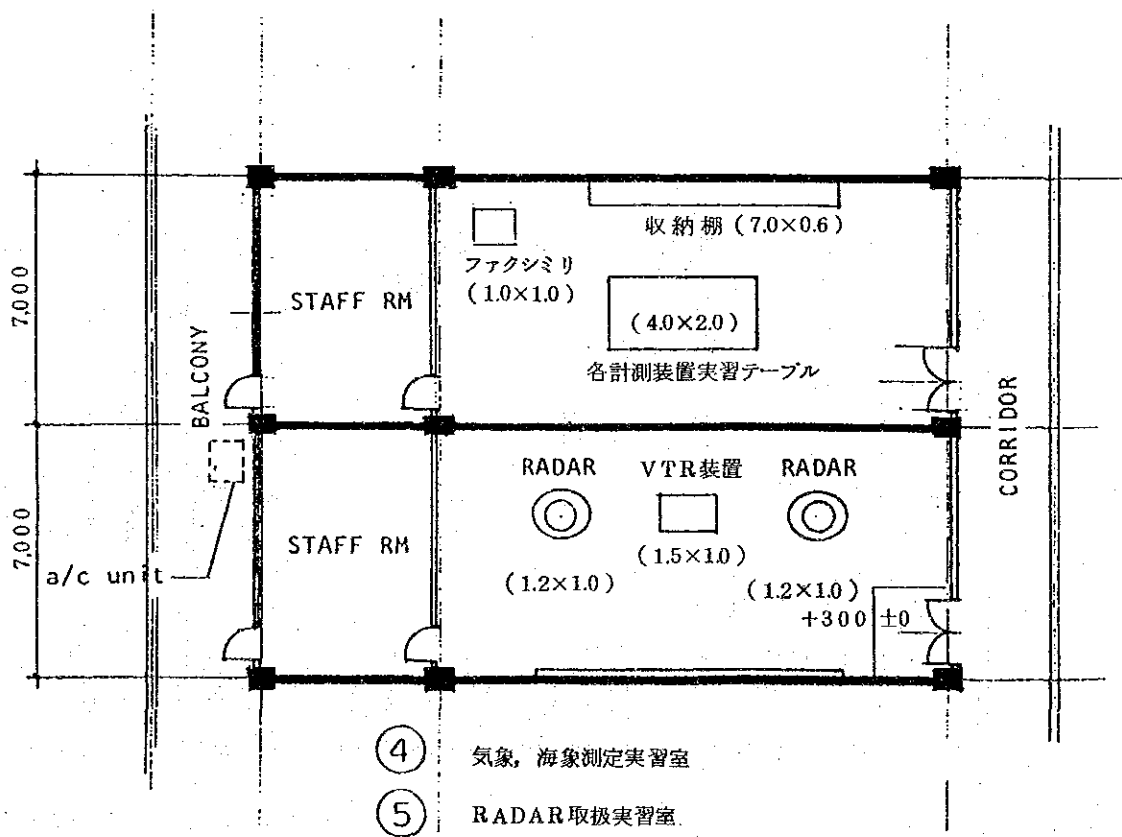 7,000
7,000
BALCONY
CORRIDOR
STAFF RM
収納棚 (7.0×0.6)
ファクシミリ
(1.0×1.0)
(4.0×2.0)
各計測装置実習テーブル
a/c unit
STAFF RM
RADAR
VTR装置
RADAR
(1.2×1.0)
(1.5×1.0)
(1.2×1.0)
+300 ±0
④ 気象, 海象測定実習室
⑤ RADAR取扱実習室